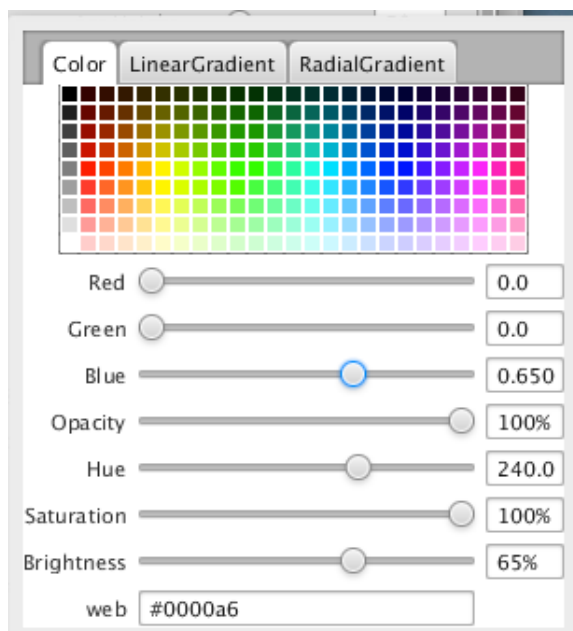 Color LinearGradient RadialGradient
Red 0.0
Green 0.0
Blue 0.650
Opacity 100%
Hue 240.0
Saturation 100%
Brightness 65%
web #0000a6